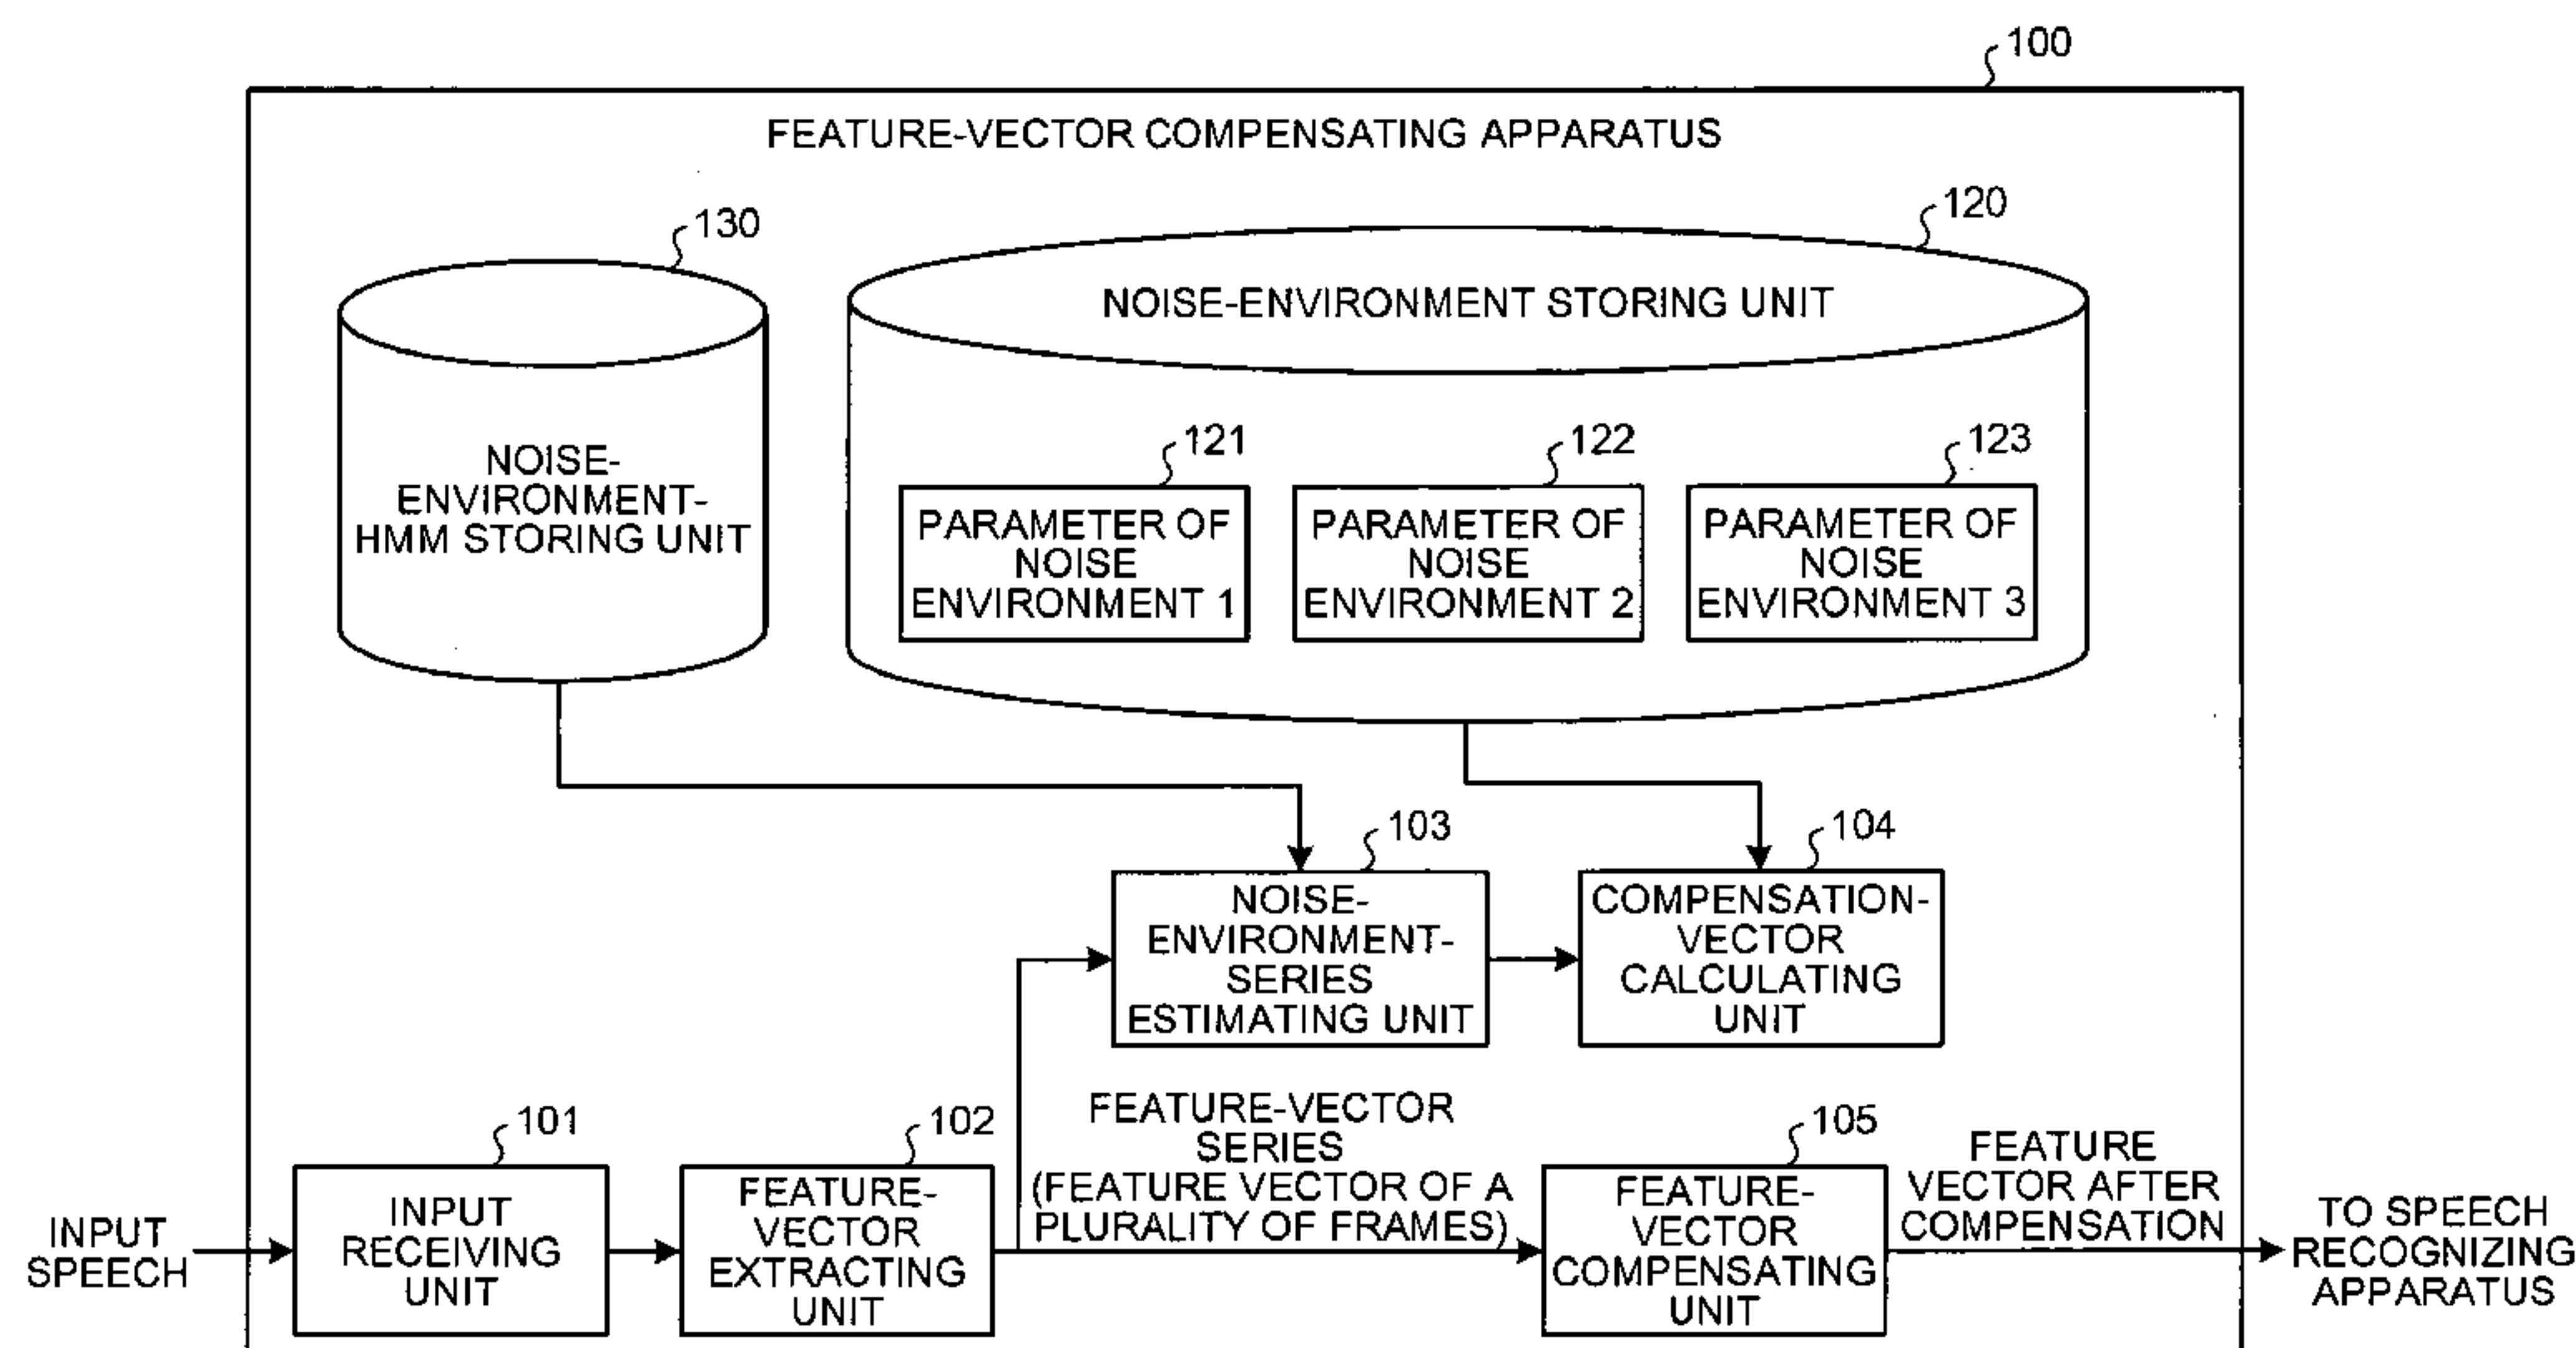 100
FEATURE-VECTOR COMPENSATING APPARATUS
130
120
NOISE-ENVIRONMENT STORING UNIT
NOISE-
ENVIRONMENT-
HMM STORING UNIT
121
122
123
PARAMETER OF
NOISE
ENVIRONMENT 1
PARAMETER OF
NOISE
ENVIRONMENT 2
PARAMETER OF
NOISE
ENVIRONMENT 3
103
104
NOISE-
ENVIRONMENT-
SERIES
ESTIMATING UNIT
COMPENSATION-
VECTOR
CALCULATING
UNIT
101
102
FEATURE-VECTOR
SERIES
(FEATURE VECTOR OF A
PLURALITY OF FRAMES)
105
FEATURE
VECTOR AFTER
COMPENSATION
INPUT
SPEECH
INPUT
RECEIVING
UNIT
FEATURE-
VECTOR
EXTRACTING
UNIT
FEATURE-
VECTOR
COMPENSATING
UNIT
TO SPEECH
RECOGNIZING
APPARATUS